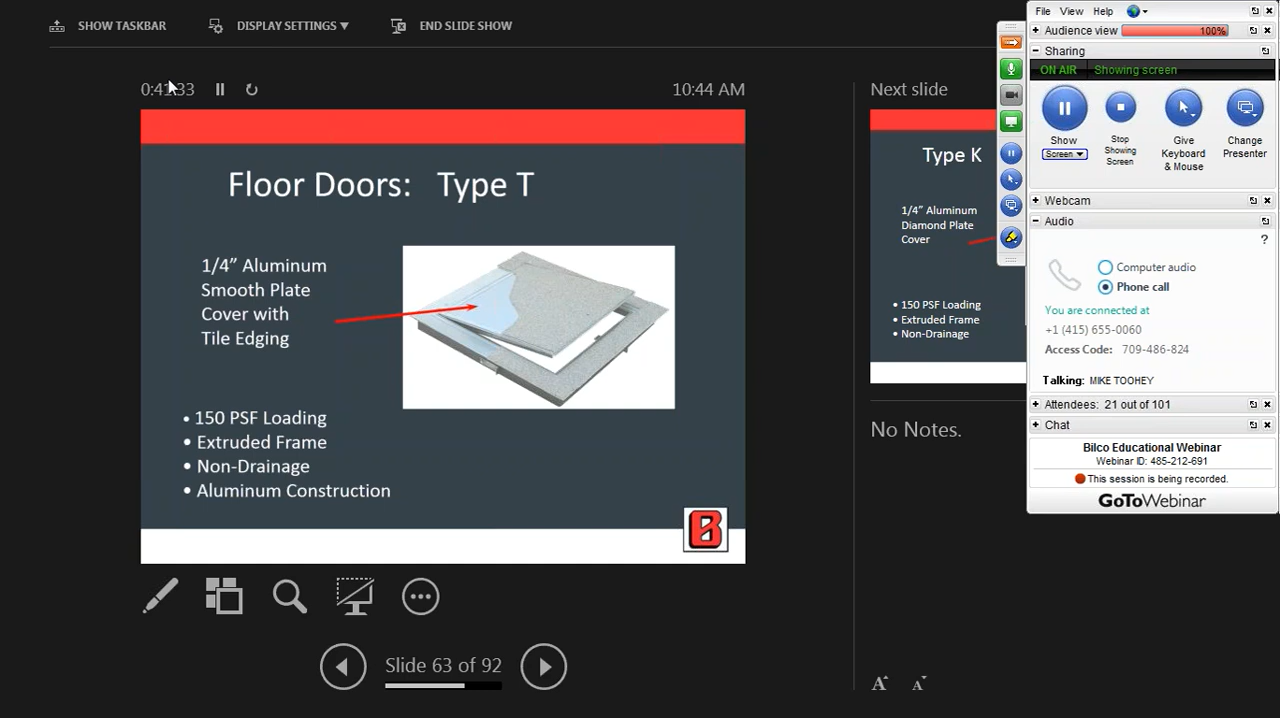 SHOW TASKBAR
DISPLAY SETTINGS ▼
END SLIDE SHOW
0:41:33
10:44 AM
Floor Doors: Type T
1/4” Aluminum
Smooth Plate
Cover with
Tile Edging
• 150 PSF Loading
• Extruded Frame
• Non-Drainage
• Aluminum Construction
B
Slide 63 of 92
Next slide
Type K
1/4” Aluminum
Diamond Plate
Cover
• 150 PSF Loading
• Extruded Frame
• Non-Drainage
No Notes.
A A
File View Help
Audience view 100%
Sharing
ON AIR Showing screen
Show
Screen
Stop
Showing
Screen
Give
Keyboard
& Mouse
Change
Presenter
Webcam
Audio
?
Computer audio
Phone call
You are connected at
+1 (415) 655-0060
Access Code: 709-486-824
Talking: MIKE TOOHEY
Attendees: 21 out of 101
Chat
Bilco Educational Webinar
Webinar ID: 485-212-691
This session is being recorded.
GoToWebinar